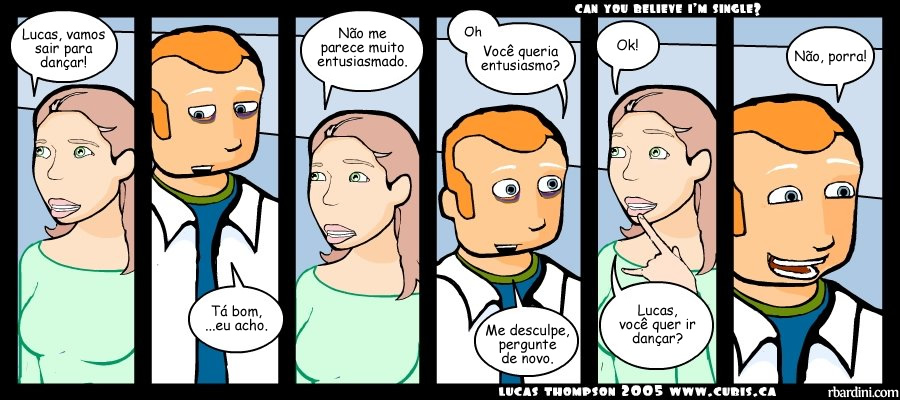 CAN YOU BELIEVE I'M SINGLE?
Lucas, vamos
sair para
dançar!
Tá bom,
...eu acho.
Não me
parece muito
entusiasmado.
Oh
Você queria
entusiasmo?
Me desculpe,
pergunte
de novo.
Ok!
Lucas,
você quer ir
dançar?
Não, porra!
LUCAS THOMPSON 2005 WWW.CUBIS.CA
rbardini.com